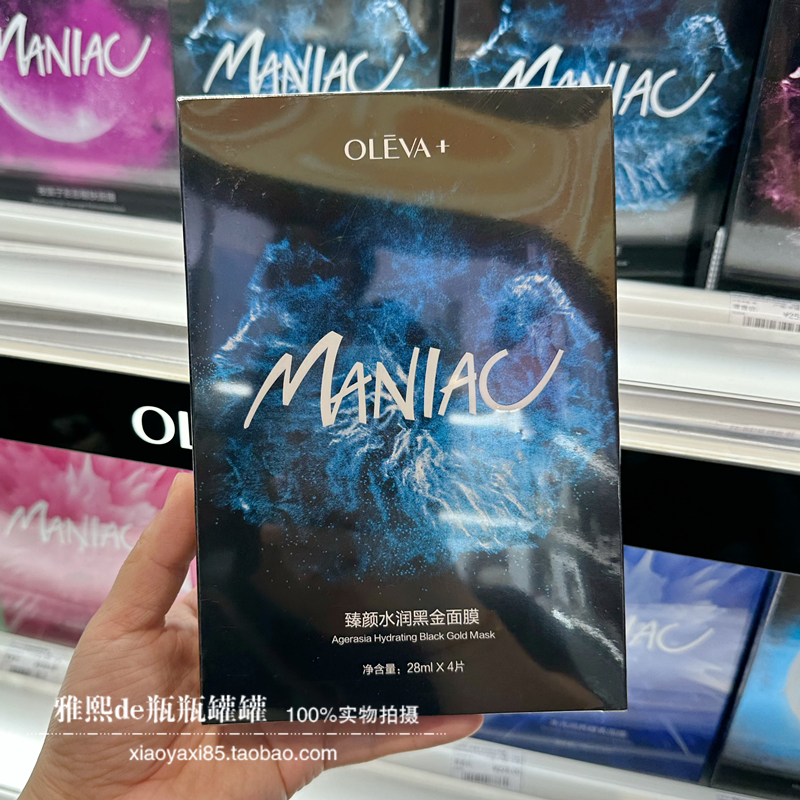 MANIAC
MANIAC
MANIAC
OLĒVA+
MANIAC
OL
MANIAC
臻颜水润黑金面膜
Agerasia Hydrating Black Gold Mask
净含量：28ml X 4片
雅熙de瓶瓶罐罐 100%实物拍摄
xiaoyaxi85.taobao.com